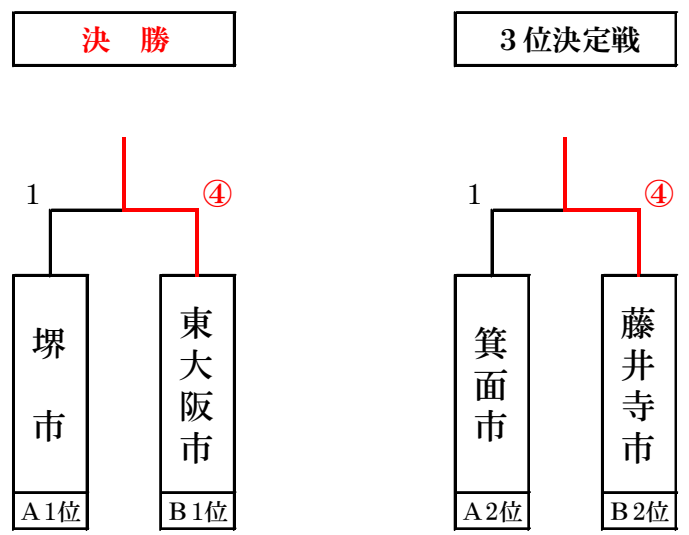 決 勝
1 ④
堺市
東大阪市
A1位
B1位
3位決定戦
1 ④
箕面市
藤井寺市
A2位
B2位